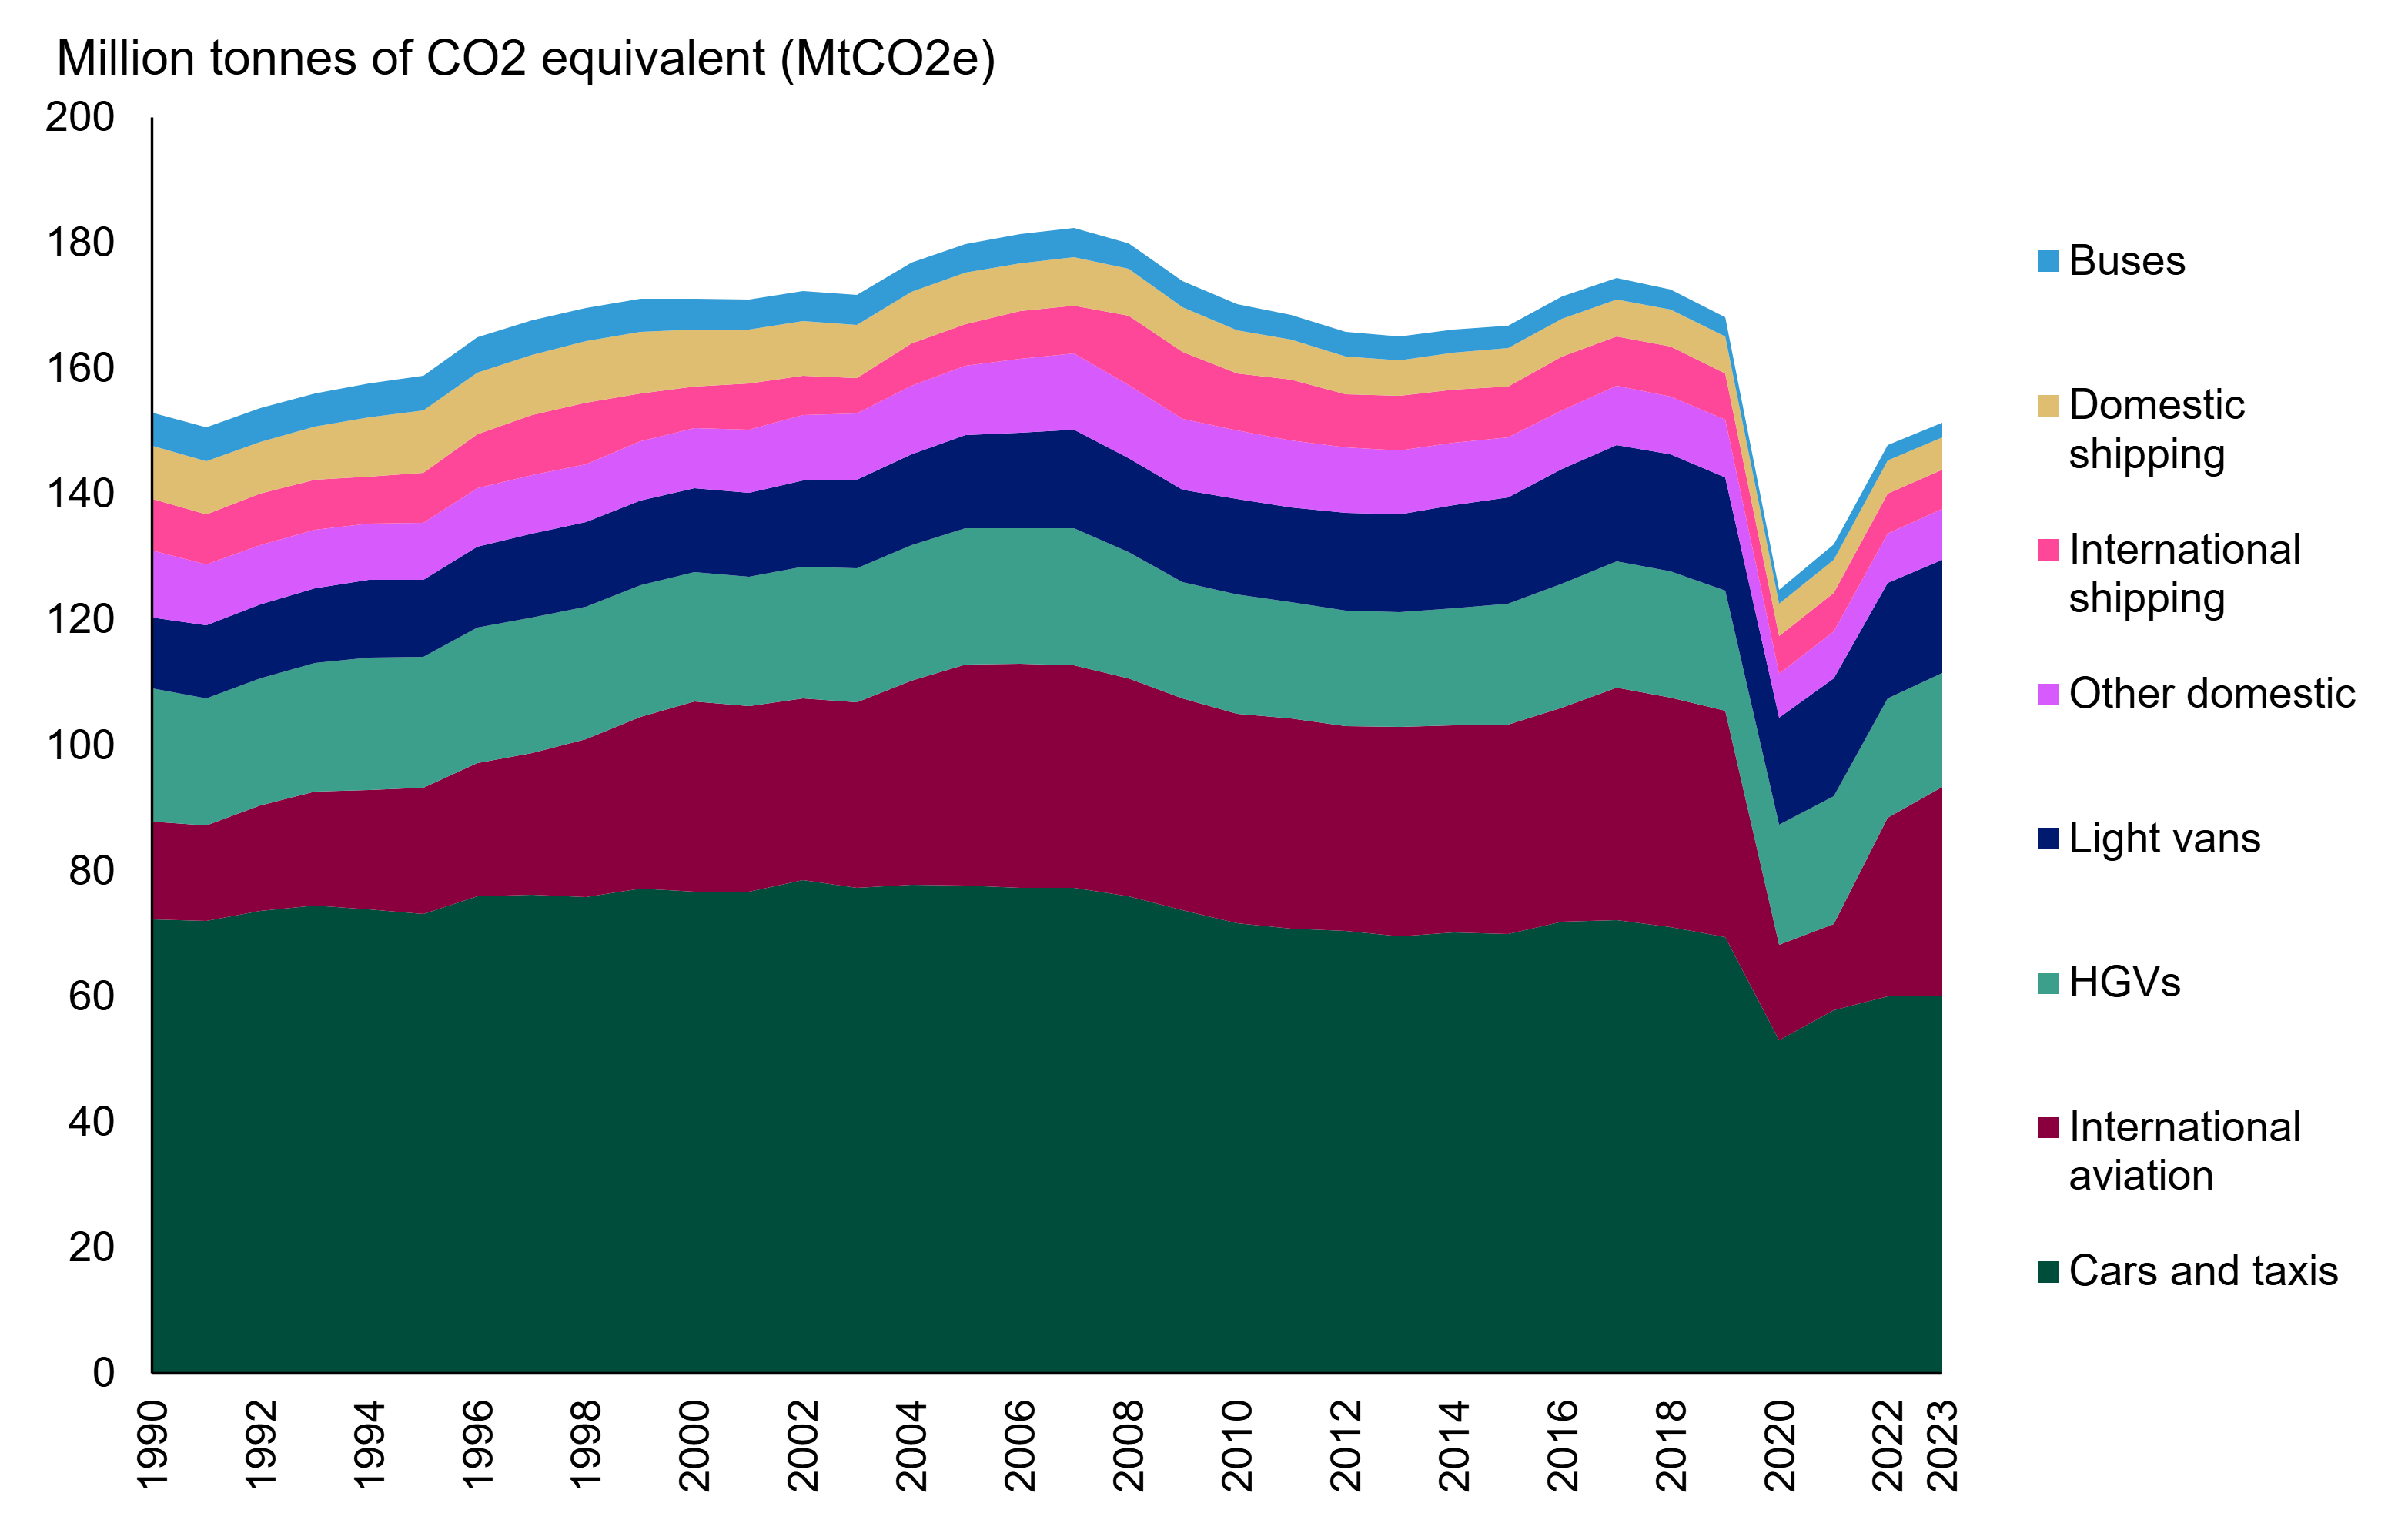 Million tonnes of CO2 equivalent (MtCO2e)
200
180
160
140
120
100
80
60
40
20
0
1990
1992
1994
1996
1998
2000
2002
2004
2006
2008
2010
2012
2014
2016
2018
2020
2022
2023
Buses
Domestic
shipping
International
shipping
Other domestic
Light vans
HGVs
International
aviation
Cars and taxis